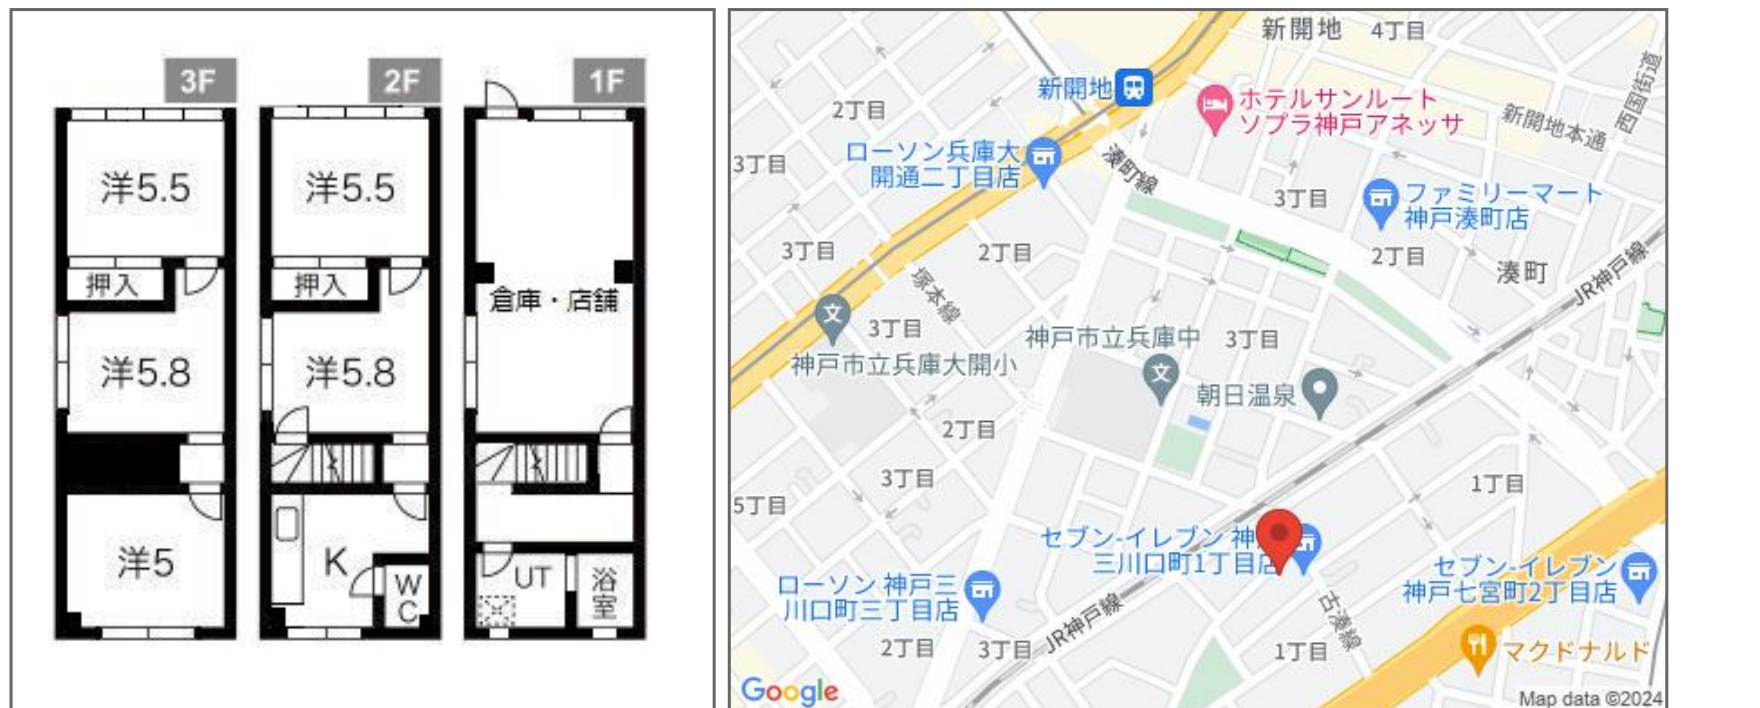 3F
2F
1F
洋5.5
洋5.5
押入
押入
倉庫・店舗
洋5.8
洋5.8
洋5
K
WC
UT
浴室
新開地
4丁目
西国街道
新開地
2丁目
ホテルサンルート
ソプラ神戸アネッサ
新開地本通
3丁目
ローソン兵庫大
開通二丁目店
湊町線
3丁目
ファミリーマート
神戸湊町店
3丁目
2丁目
2丁目
湊町
JR神戸線
塚本線
3丁目
神戸市立兵庫中
3丁目
神戸市立兵庫大開小
朝日温泉
2丁目
3丁目
1丁目
5丁目
セブン-イレブン 神
三川口町1丁目店
セブン-イレブン
神戸七宮町2丁目店
ローソン 神戸三
川口町三丁目店
JR神戸線
古湊線
2丁目
3丁目
1丁目
マクドナルド
Google
Map data ©2024